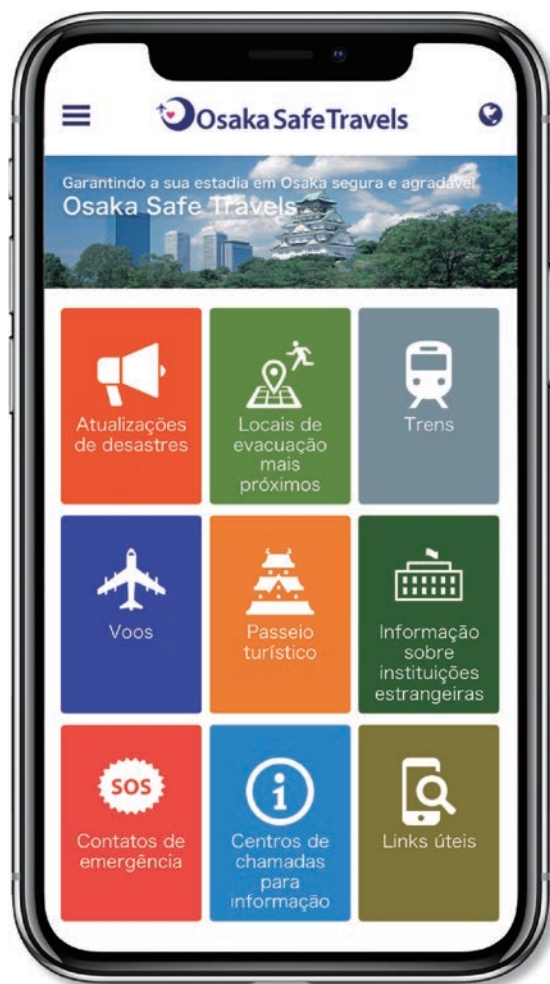 Osaka Safe Travels
Garantindo a sua estadia em Osaka segura e agradável
Osaka Safe Travels
Atualizações
de desastres
Locais de
evacuação
mais
próximos
Trens
Voos
Passeio
turístico
Informação
sobre
instituições
estrangeiras
SOS
Contatos de
emergência
i
Centros de
chamadas
para
informação
Links úteis